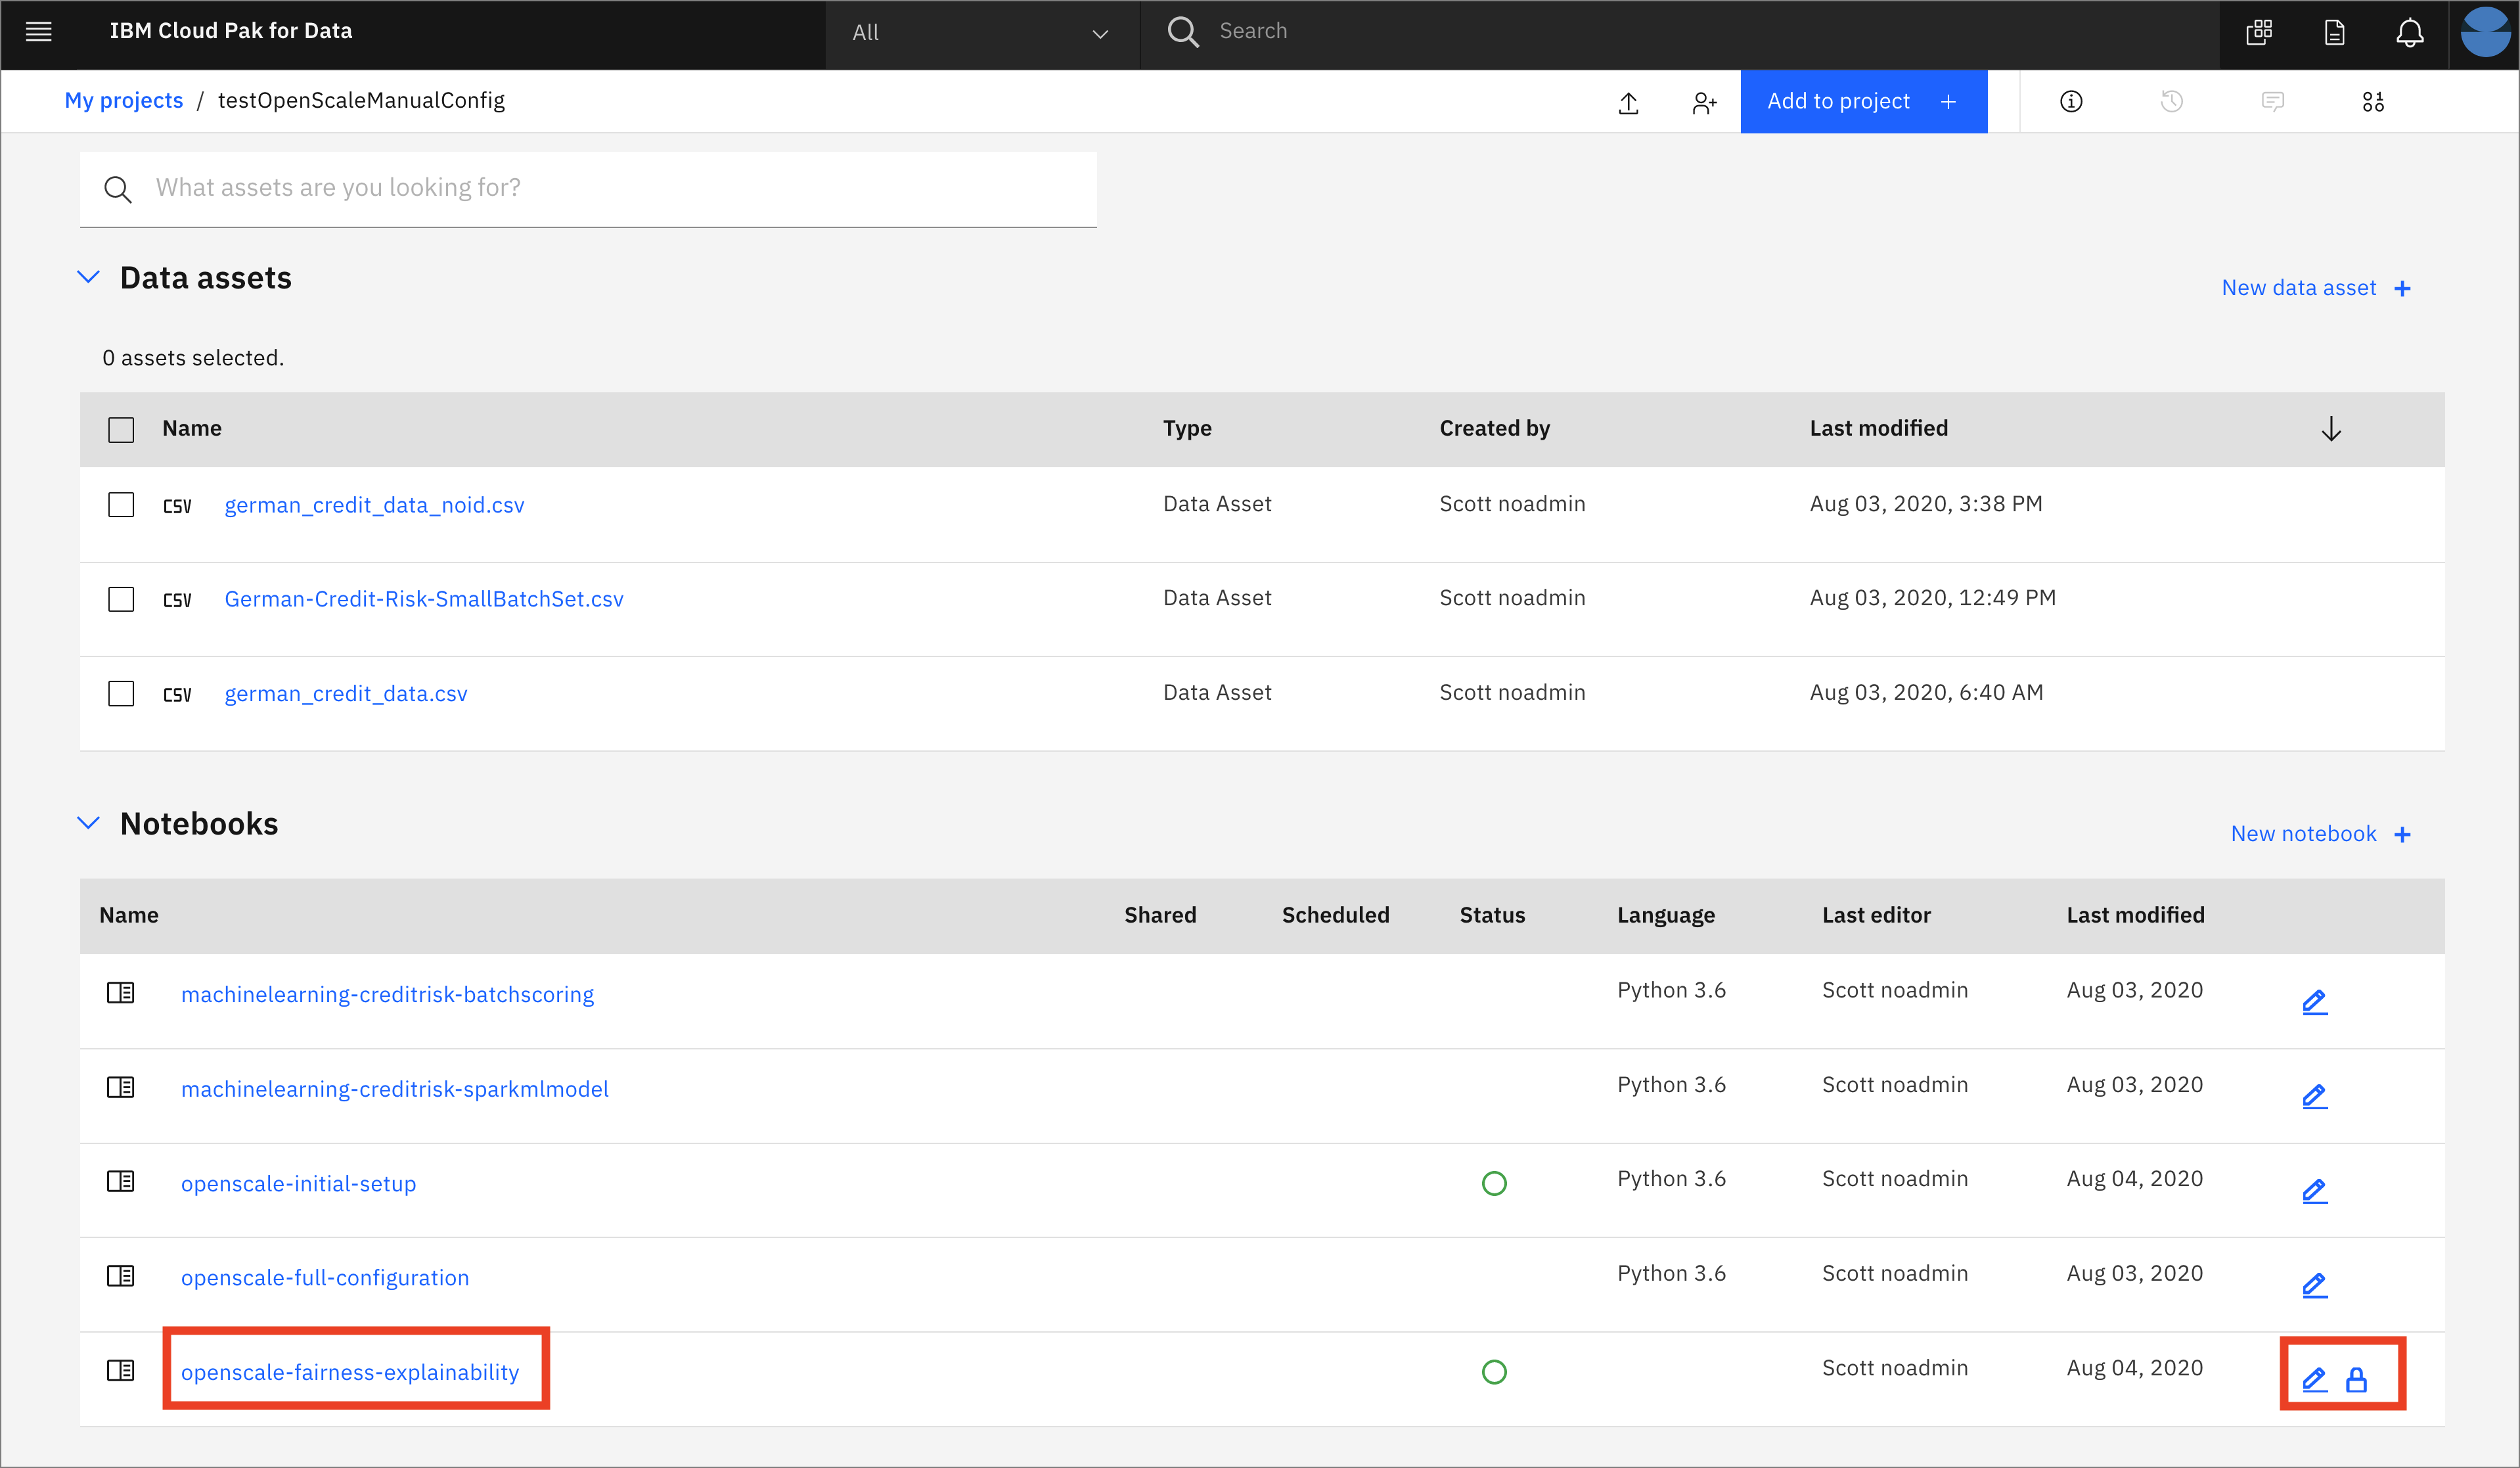 IBM Cloud Pak for Data All Search
My projects / testOpenScaleManualConfig Add to project +
What assets are you looking for?
Data assets
New data asset +
0 assets selected.
Name Type Created by Last modified
CSV german_credit_data_noid.csv Data Asset Scott noadmin Aug 03, 2020, 3:38 PM
CSV German-Credit-Risk-SmallBatchSet.csv Data Asset Scott noadmin Aug 03, 2020, 12:49 PM
CSV german_credit_data.csv Data Asset Scott noadmin Aug 03, 2020, 6:40 AM
Notebooks
New notebook +
Name Shared Scheduled Status Language Last editor Last modified
machinelearning-creditrisk-batchscoring Python 3.6 Scott noadmin Aug 03, 2020
machinelearning-creditrisk-sparkmlmodel Python 3.6 Scott noadmin Aug 03, 2020
openscale-initial-setup Python 3.6 Scott noadmin Aug 04, 2020
openscale-full-configuration Python 3.6 Scott noadmin Aug 03, 2020
openscale-fairness-explainability Scott noadmin Aug 04, 2020